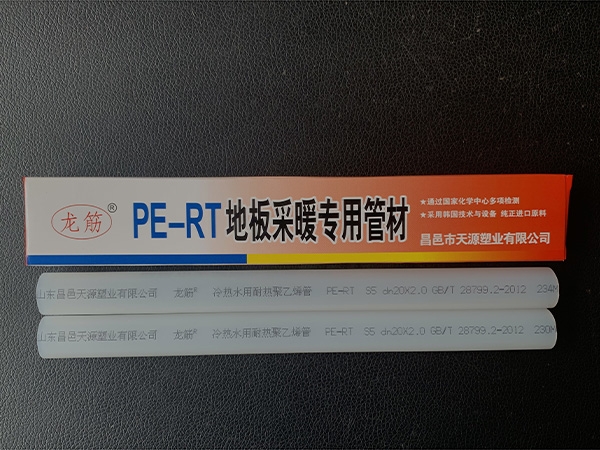 龙筋®
PE-RT地板采暖专用管材
★通过国家化学中心多项检测
★采用韩国技术与设备 纯正进口原料
昌邑市天源塑业有限公司
山东昌邑天源塑业有限公司 龙筋® 冷热水用耐热聚乙烯管 PE-RT S5 dn20X2.0 GB/T 28799.2-2012 234M
山东昌邑天源塑业有限公司 龙筋® 冷热水用耐热聚乙烯管 PE-RT S5 dn20X2.0 GB/T 28799.2-2012 230M